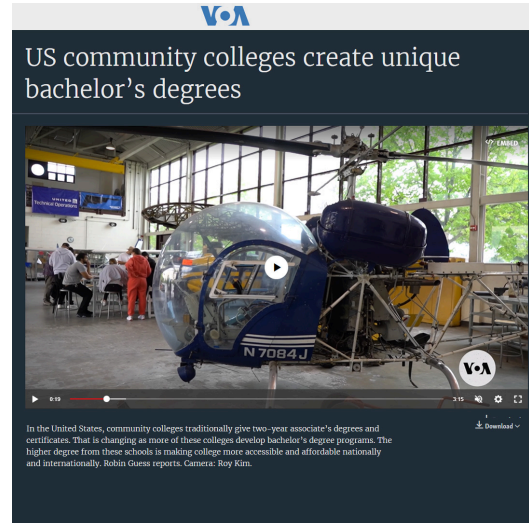 VOA
US community colleges create unique
bachelor's degrees
</> EMBED
UNITED
Technical Operations
N7084J
VOA
0:19
3:15
Download
In the United States, community colleges traditionally give two-year associate's degrees and
certificates. That is changing as more of these colleges develop bachelor's degree programs. The
higher degree from these schools is making college more accessible and affordable nationally
and internationally. Robin Guess reports. Camera: Roy Kim.